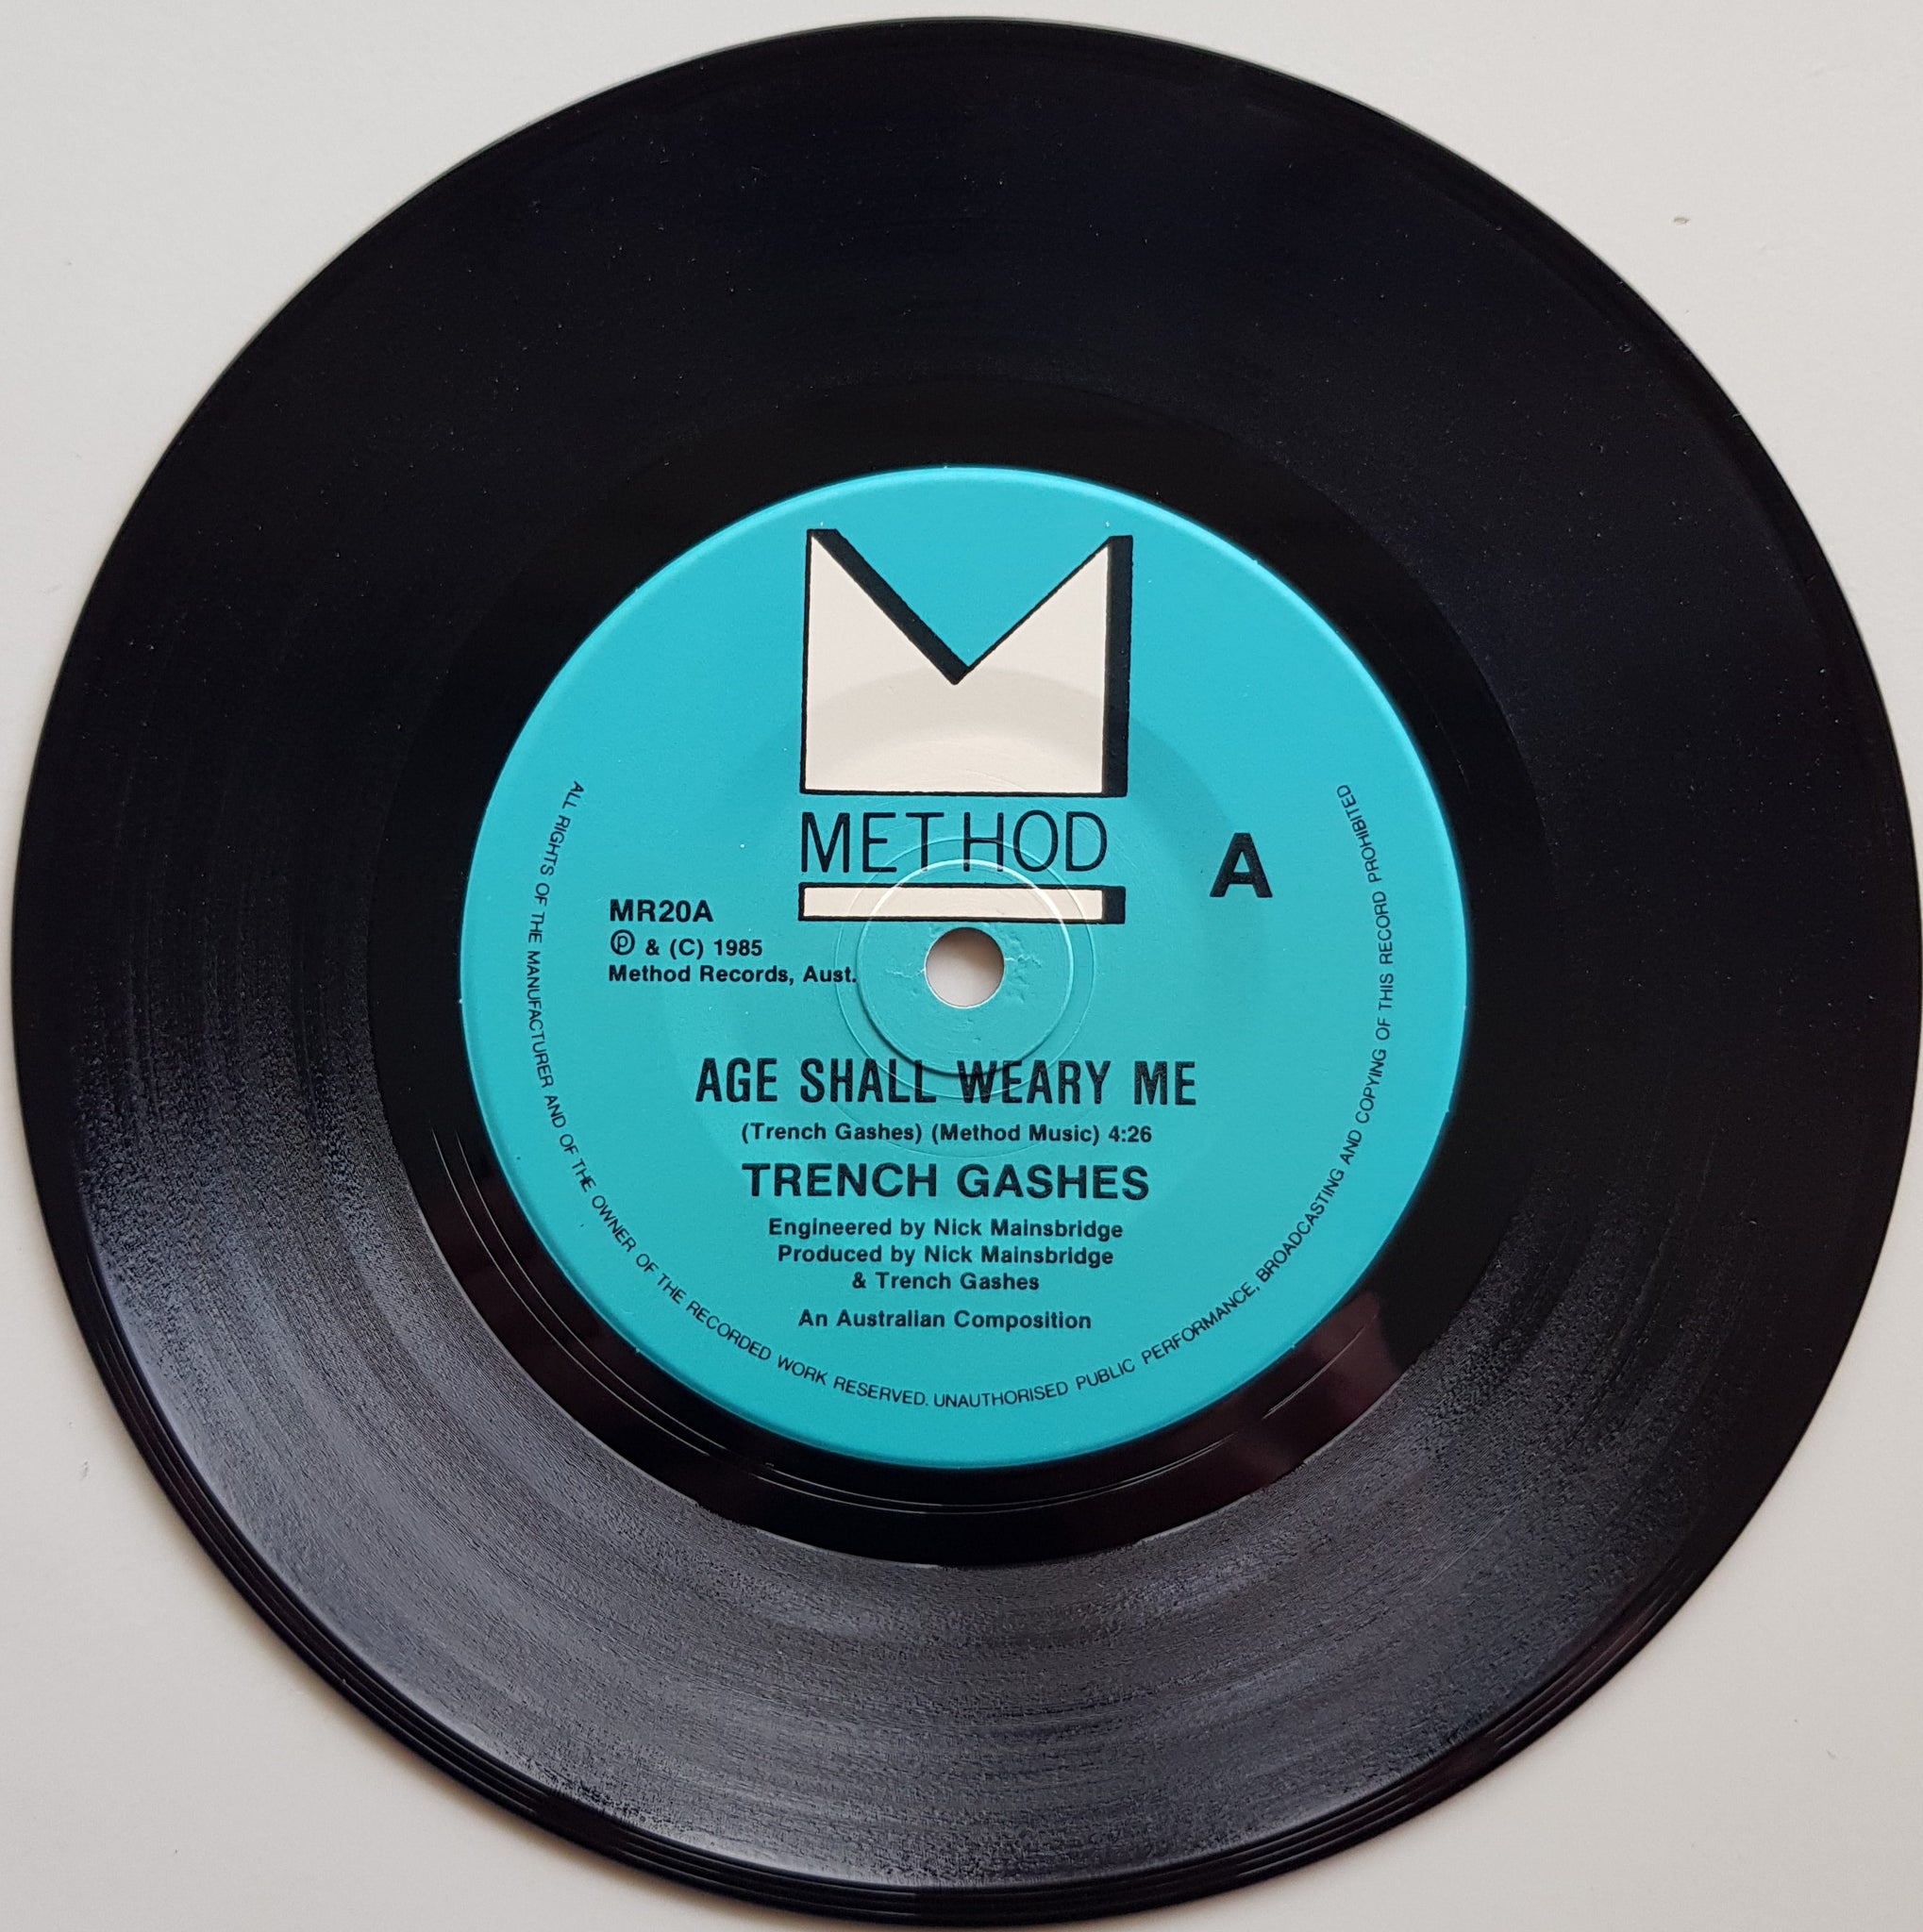 METHOD
A
MR20A
℗ & (C) 1985
Method Records, Aust.
AGE SHALL WEARY ME
(Trench Gashes) (Method Music) 4:26
TRENCH GASHES
Engineered by Nick Mainsbridge
Produced by Nick Mainsbridge
& Trench Gashes
An Australian Composition
ALL RIGHTS OF THE MANUFACTURER AND OF THE OWNER OF THE RECORDED WORK RESERVED. UNAUTHORISED PUBLIC PERFORMANCE, BROADCASTING AND COPYING OF THIS RECORD PROHIBITED